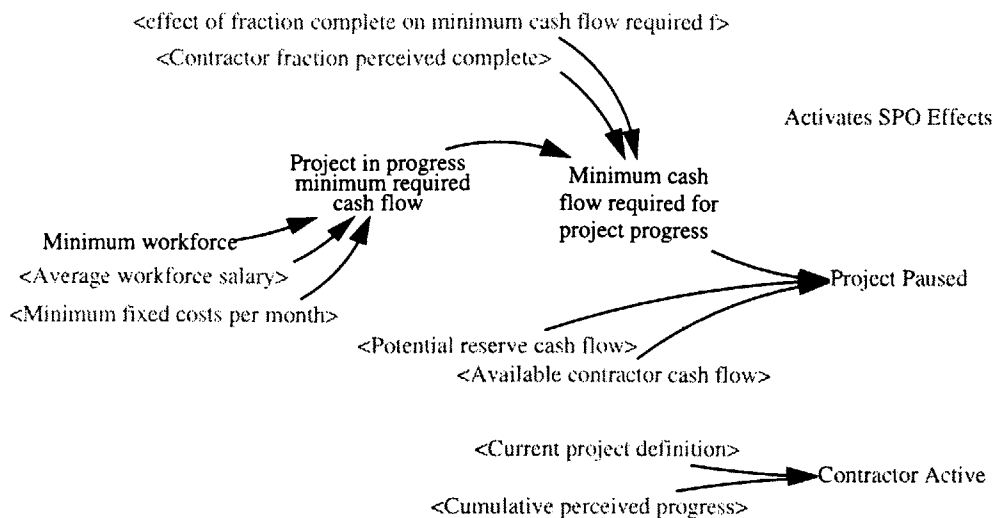 <effect of fraction complete on minimum cash flow required f>
<Contractor fraction perceived complete>
Activates SPO Effects
Project in progress
minimum required
cash flow
Minimum cash
flow required for
project progress
Minimum workforce
<Average workforce salary>
<Minimum fixed costs per month>
Project Paused
<Potential reserve cash flow>
<Available contractor cash flow>
<Current project definition>
Contractor Active
<Cumulative perceived progress>